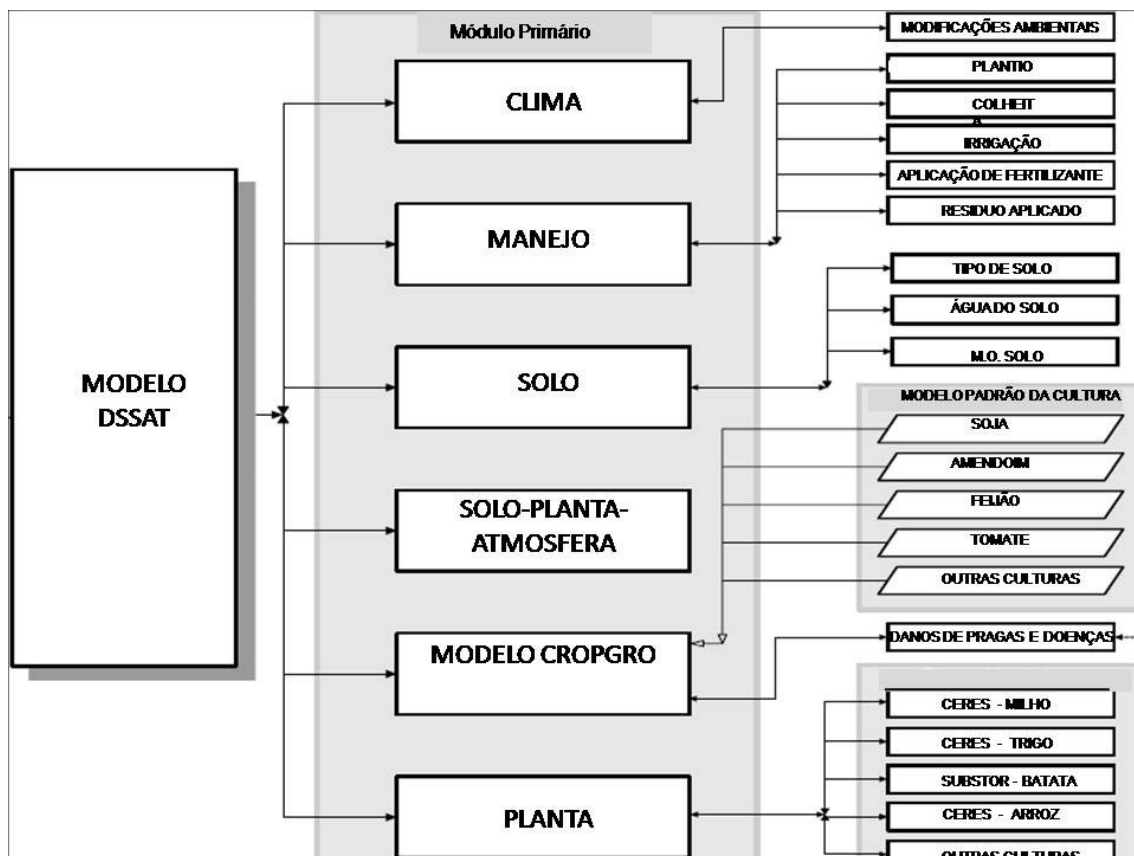 MODELO
DSSAT
Módulo Primário
CLIMA
MANEJO
SOLO
SOLO-PLANTA-
ATMOSFERA
MODELO CROPGRO
PLANTA
MODIFICAÇÕES AMBIENTAIS
PLANTIO
COLHEIT
A
IRRIGAÇÃO
APLICAÇÃO DE FERTILIZANTE
RESIDUO APLICADO
TIPO DE SOLO
ÁGUA DO SOLO
M.O. SOLO
MODELO PADRÃO DA CULTURA
SOJA
AMENDOIM
FEIJÃO
TOMATE
OUTRAS CULTURAS
DANOS DE PRAGAS E DOENÇAS
CERES - MILHO
CERES - TRIGO
SUBSTOR - BATATA
CERES - ARROZ
OUTRAS CULTURAS